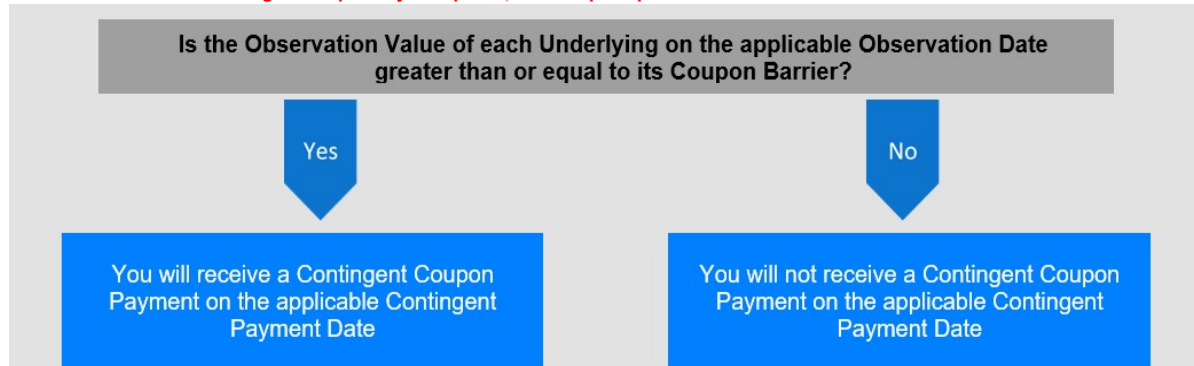 Is the Observation Value of each Underlying on the applicable Observation Date
greater than or equal to its Coupon Barrier?
Yes
No
You will receive a Contingent Coupon
Payment on the applicable Contingent
Payment Date
You will not receive a Contingent Coupon
Payment on the applicable Contingent
Payment Date